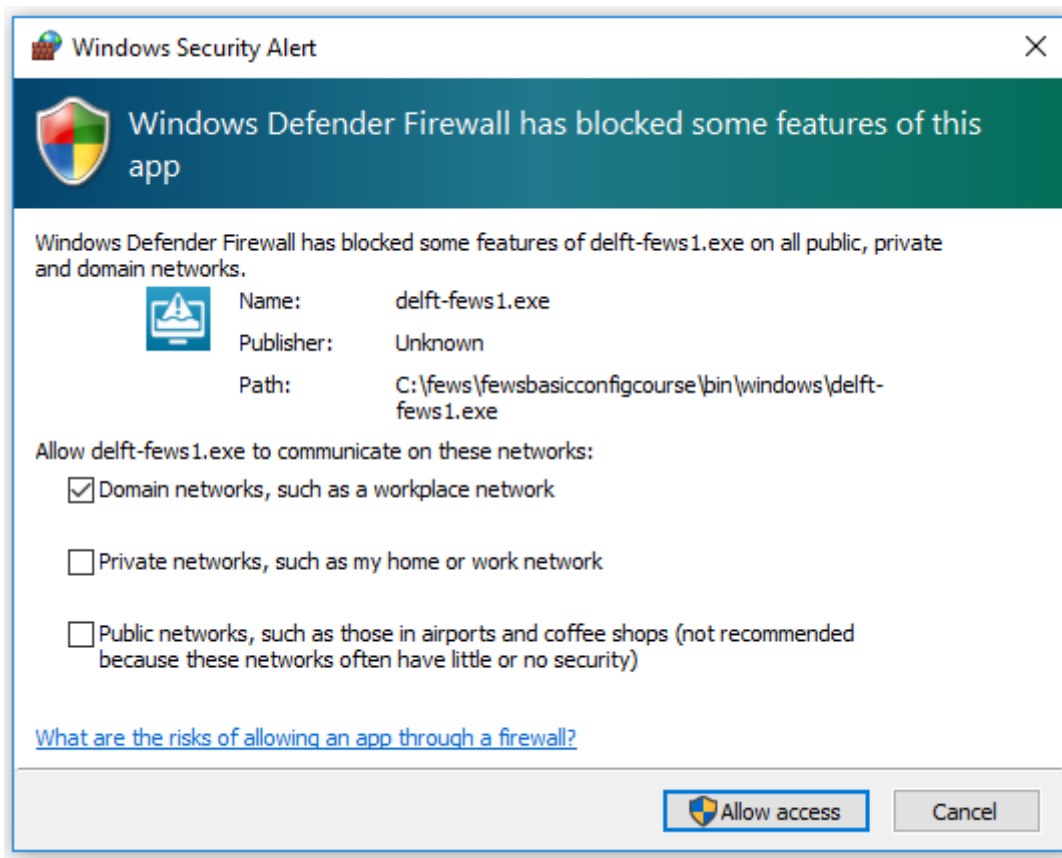 Windows Security Alert
Windows Defender Firewall has blocked some features of this
app
Windows Defender Firewall has blocked some features of delft-fews1.exe on all public, private
and domain networks.
Name: delft-fews1.exe
Publisher: Unknown
Path: C:\fews\fewsbasicconfigcourse\bin\windows\delft-
fews1.exe
Allow delft-fews1.exe to communicate on these networks:
Domain networks, such as a workplace network
Private networks, such as my home or work network
Public networks, such as those in airports and coffee shops (not recommended
because these networks often have little or no security)
What are the risks of allowing an app through a firewall?
Allow access Cancel